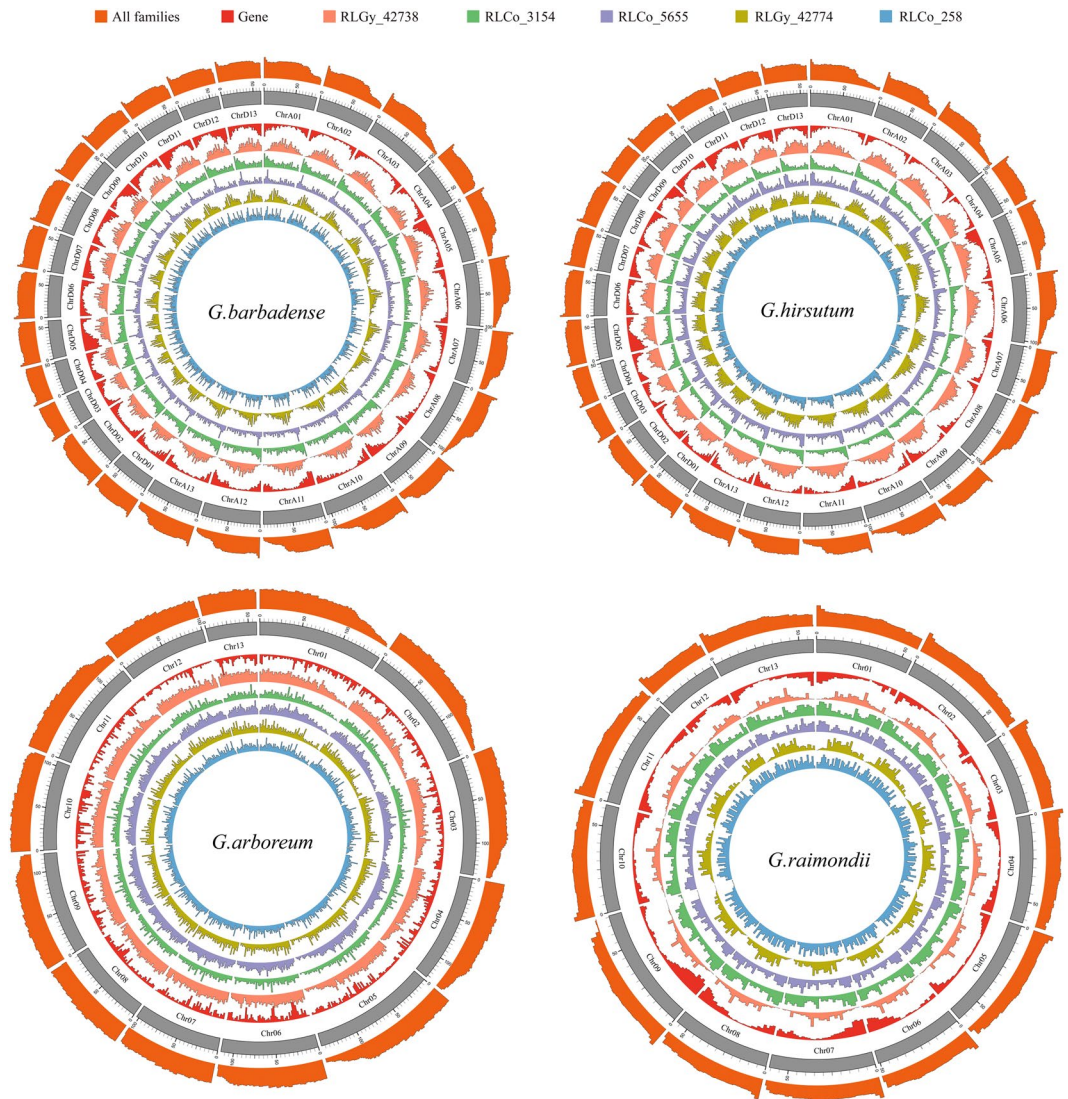 All families Gene RLGy_42738 RLCo_3154 RLCo_5655 RLGy_42774 RLCo_258
ChrA01
ChrA02
ChrA03
ChrA04
ChrA05
ChrA06
ChrA07
ChrA08
ChrA09
ChrA10
ChrA11
ChrA12
ChrA13
ChrD01
ChrD02
ChrD03
ChrD04
ChrD05
ChrD06
ChrD07
ChrD08
ChrD09
ChrD10
ChrD11
ChrD12
ChrD13
G.barbadense
ChrA01
ChrA02
ChrA03
ChrA04
ChrA05
ChrA06
ChrA07
ChrA08
ChrA09
ChrA10
ChrA11
ChrA12
ChrA13
ChrD01
ChrD02
ChrD03
ChrD04
ChrD05
ChrD06
ChrD07
ChrD08
ChrD09
ChrD10
ChrD11
ChrD12
ChrD13
G.hirsutum
Chr01
Chr02
Chr03
Chr04
Chr05
Chr06
Chr07
Chr08
Chr09
Chr10
Chr11
Chr12
Chr13
G.arboreum
Chr01
Chr02
Chr03
Chr04
Chr05
Chr06
Chr07
Chr08
Chr09
Chr10
Chr11
Chr12
Chr13
G.raimondii